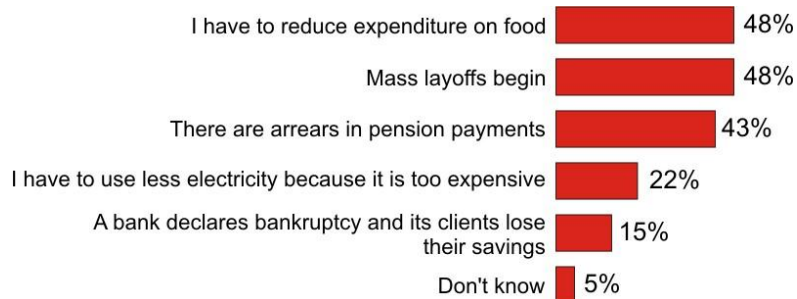 I have to reduce expenditure on food 48%
Mass layoffs begin 48%
There are arrears in pension payments 43%
I have to use less electricity because it is too expensive 22%
A bank declares bankruptcy and its clients lose
their savings 15%
Don't know 5%